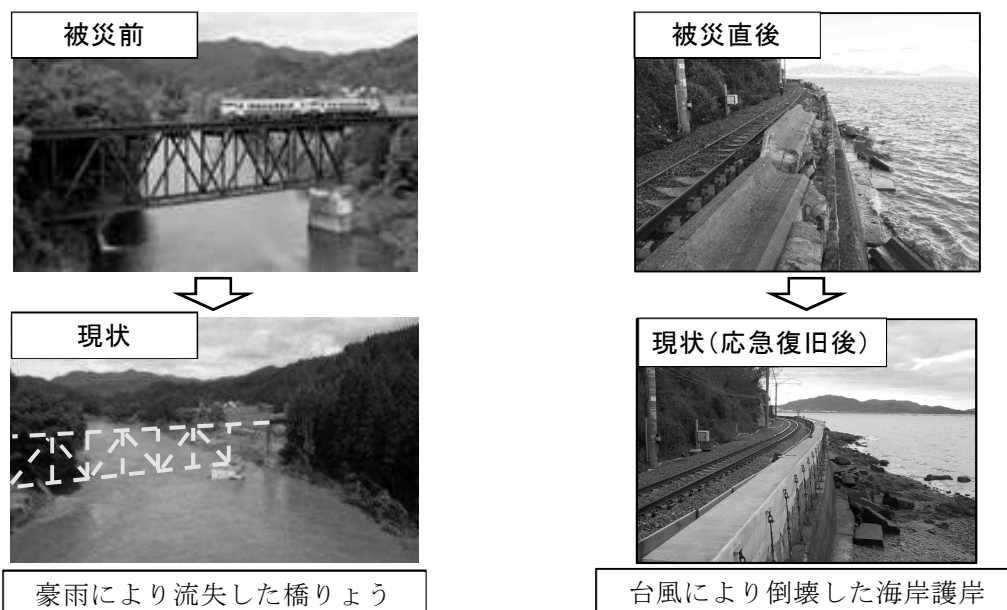 被災前
現状
豪雨により流失した橋りょう
被災直後
現状(応急復旧後)
台風により倒壊した海岸護岸